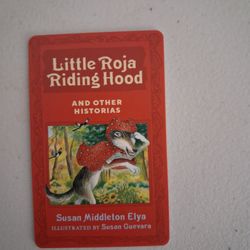 Little Roja
Riding Hood
AND OTHER
HISTORIAS
Susan Middleton Elya
ILLUSTRATED BY Susan Guevara